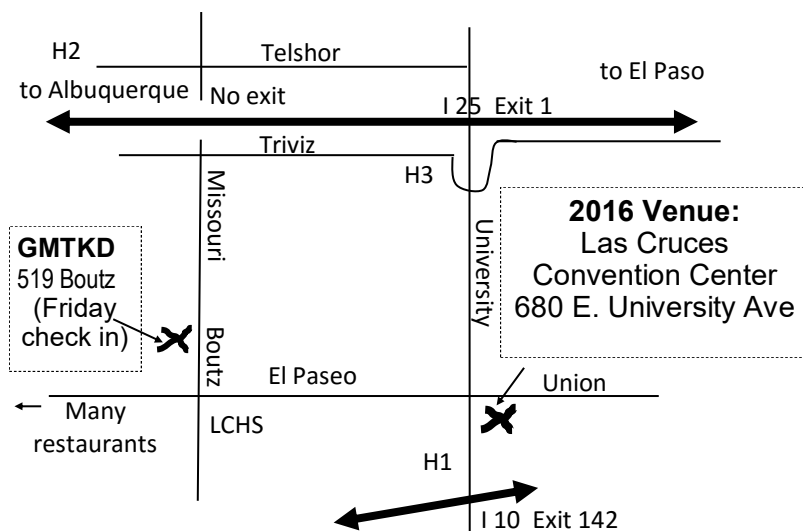 H2
Telshor
to El Paso
to Albuquerque
No exit
I 25 Exit 1
Triviz
H3
Missouri
University
2016 Venue:
Las Cruces
Convention Center
680 E. University Ave
GMTKD
519 Boutz
(Friday
check in)
Boutz
El Paseo
Union
Many
restaurants
LCHS
H1
I 10 Exit 142